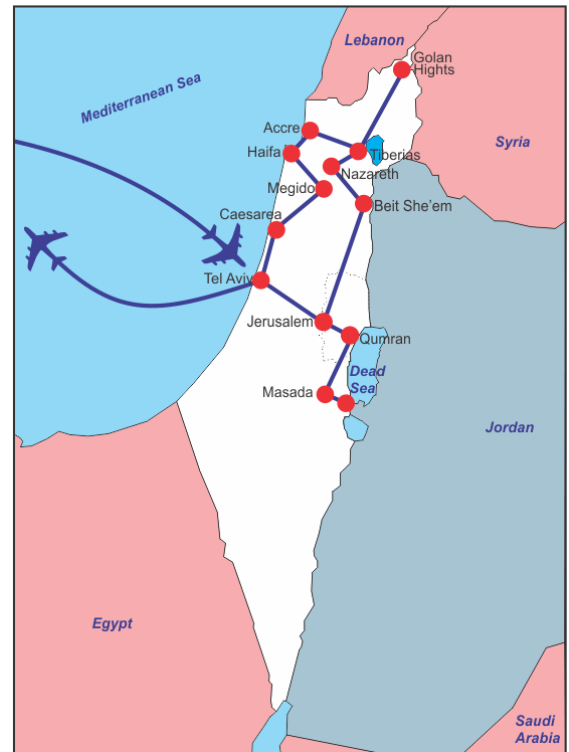 Lebanon
Golan
Hights
Mediterranean Sea
Accre
Syria
Haifa
Tiberias
Nazareth
Megido
Beit She'em
Caesarea
Tel Aviv
Jerusalem
Qumran
Dead
Sea
Masada
Jordan
Egypt
Saudi
Arabia